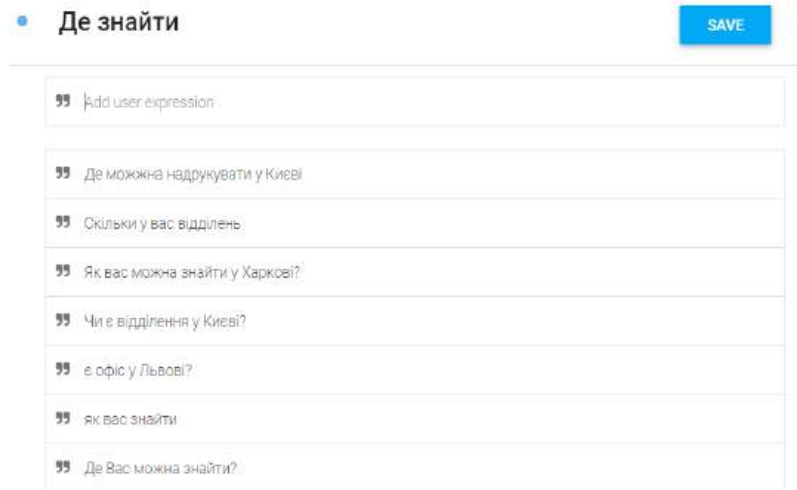 Де знайти
SAVE
Add user expression
Де можжна надрукувати у Києві
Скільки у вас відділень
Як вас можна знайти у Харкові?
Чи є відділення у Києві?
є офіс у Львові?
як вас знайти
Де Вас можна знайти?